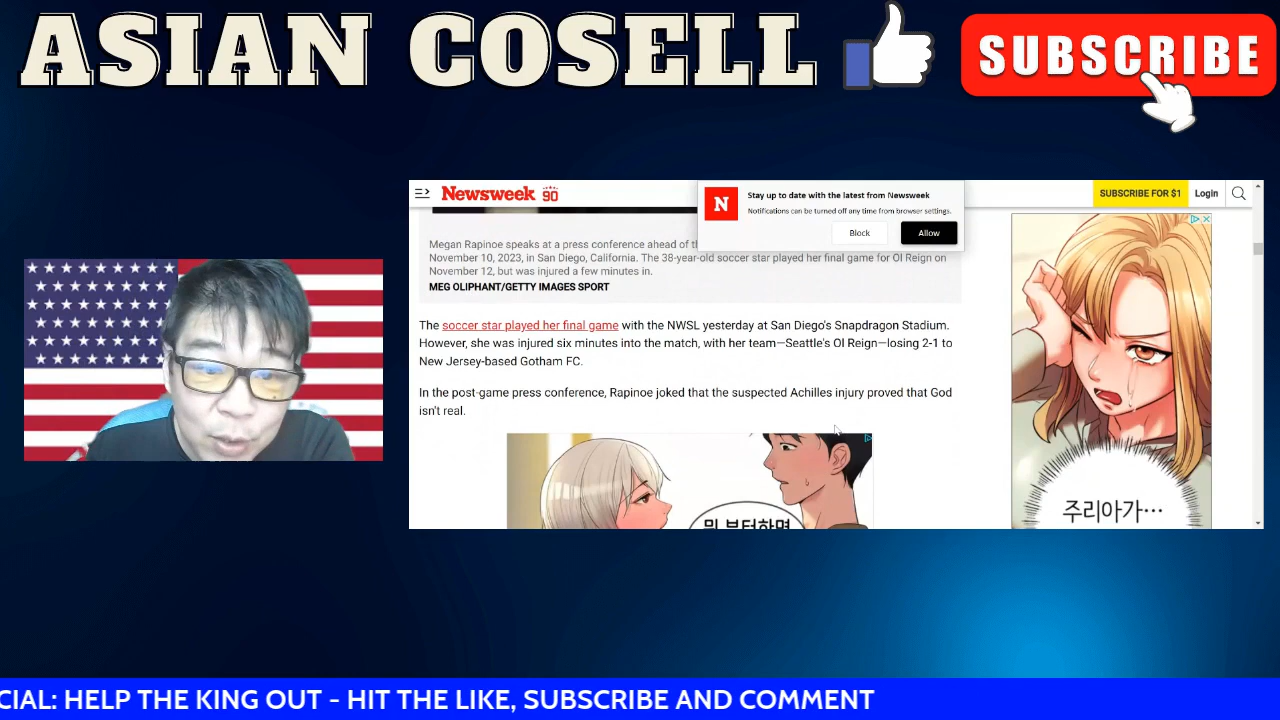 ASIAN COSELL
SUBSCRIBE
Newsweek 90
N
Stay up to date with the latest from Newsweek
Notifications can be turned off any time from browser settings.
Block
Allow
SUBSCRIBE FOR $1
Login
Megan Rapinoe speaks at a press conference ahead of
November 10, 2023, in San Diego, California. The 38-year-old soccer star played her final game for OI Reign on
November 12, but was injured a few minutes in.
MEG OLIPHANT/GETTY IMAGES SPORT
The soccer star played her final game with the NWSL yesterday at San Diego's Snapdragon Stadium.
However, she was injured six minutes into the match, with her team—Seattle's OI Reign—losing 2-1 to
New Jersey-based Gotham FC.
In the post-game press conference, Rapinoe joked that the suspected Achilles injury proved that God
isn't real.
뭐 부터하면
주리아가…
CIAL: HELP THE KING OUT - HIT THE LIKE, SUBSCRIBE AND COMMENT